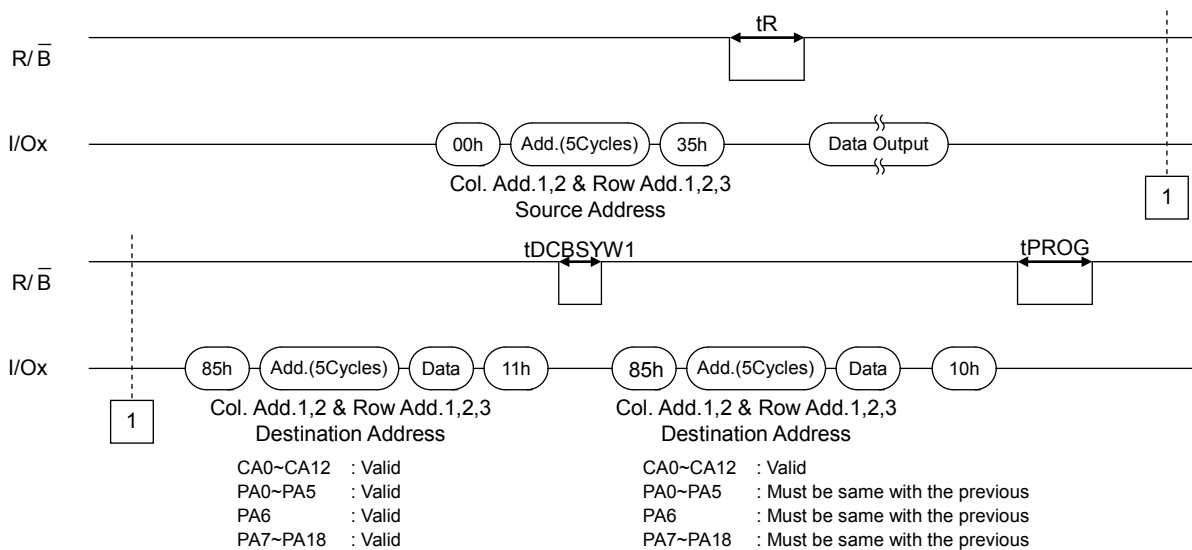 tR
R/B̅
I/Ox
00h Add.(5Cycles) 35h Data Output
Col. Add.1,2 & Row Add.1,2,3
Source Address
1
tDCBSYW1 tPROG
R/B̅
I/Ox
85h Add.(5Cycles) Data 11h 85h Add.(5Cycles) Data 10h
1
Col. Add.1,2 & Row Add.1,2,3 Col. Add.1,2 & Row Add.1,2,3
Destination Address Destination Address
CA0~CA12 : Valid CA0~CA12 : Valid
PA0~PA5 : Valid PA0~PA5 : Must be same with the previous
PA6 : Valid PA6 : Must be same with the previous
PA7~PA18 : Valid PA7~PA18 : Must be same with the previous